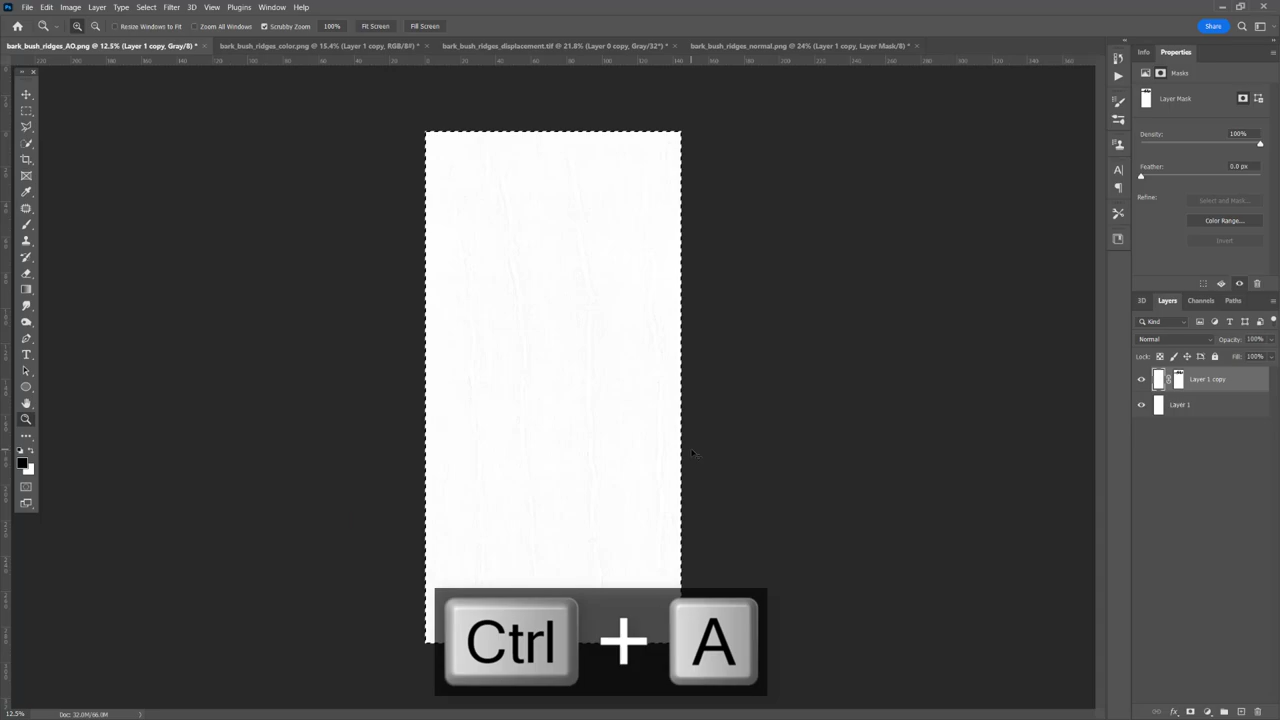 Ps File Edit Image Layer Type Select Filter 3D View Plugins Window Help
Resize Windows to Fit Zoom All Windows Scrubby Zoom 100% Fit Screen Fill Screen Share
bark_bush_ridges_AO.png @ 12.5% (Layer 1 copy, Gray/8) * × bark_bush_ridges_color.png @ 15.4% (Layer 1 copy, RGB/8#) * × bark_bush_ridges_displacement.tif @ 21.8% (Layer 0 copy, Gray/32*) * × bark_bush_ridges_normal.png @ 24% (Layer 1 copy, Layer Mask/8) * ×
Info Properties
Masks
Layer Mask
Density: 100%
Feather: 0.0 px
Refine: Select and Mask...
Color Range...
Invert
3D Layers Channels Paths
Kind
Normal Opacity: 100%
Lock: Fill: 100%
Layer 1 copy
Layer 1
Ctrl + A
12.5% Doc: 32.0M/66.0M